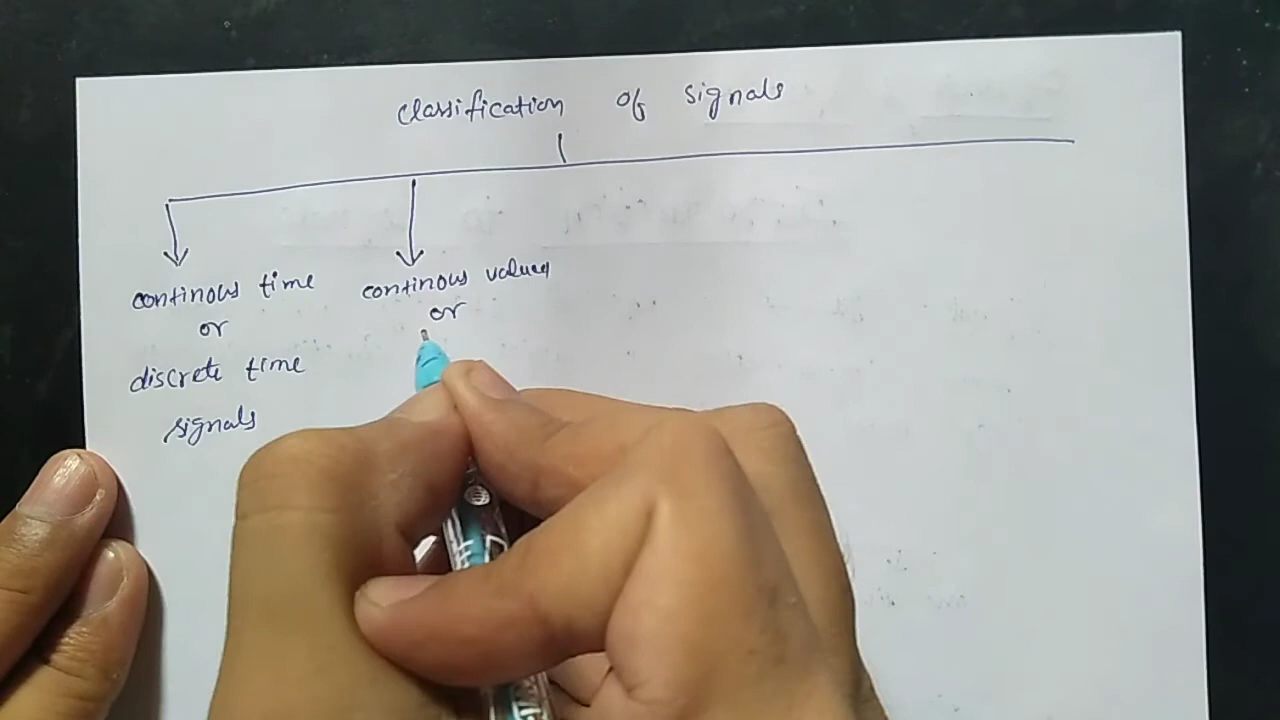 classification of signals
continous time
or
discrete time
signals
continous valued
or